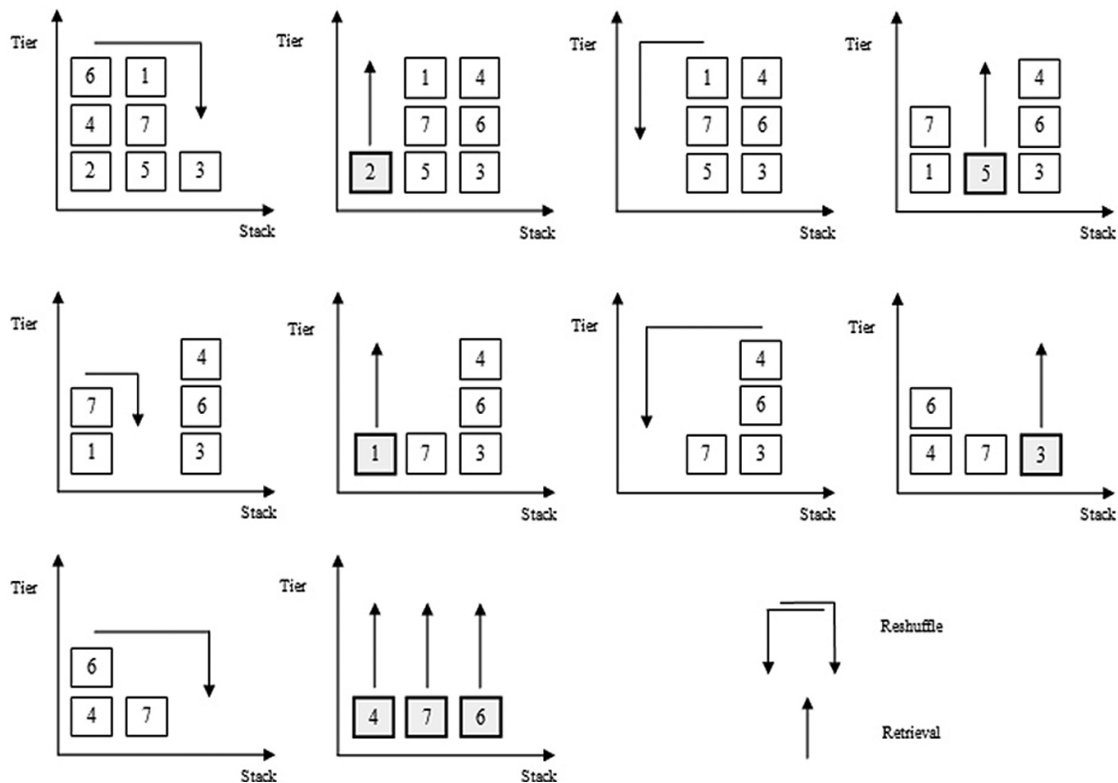 Tier
6 1
4 7
2 5 3
Stack
Tier
1 4
7 6
2 5 3
Stack
Tier
1 4
7 6
5 3
Stack
Tier
4
7 6
1 5 3
Stack
Tier
4
7 6
1 3
Stack
Tier
4
6
1 7 3
Stack
Tier
4
6
7 3
Stack
Tier
6
4 7 3
Stack
Tier
6
4 7
Stack
Tier
4 7 6
Stack
Reshuffle
Retrieval